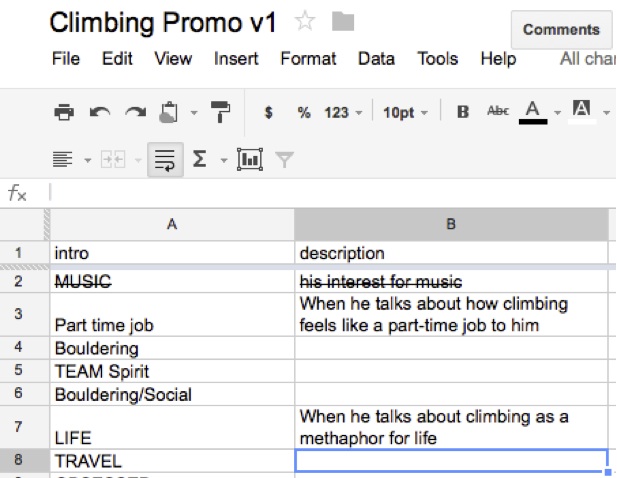 Climbing Promo v1
Comments
File Edit View Insert Format Data Tools Help All chan
$ % 123 10pt B Abc A A
Σ
fx
A B
1 intro description
2 MUSIC his interest for music
When he talks about how climbing
3 Part time job feels like a part-time job to him
4 Bouldering
5 TEAM Spirit
6 Bouldering/Social
When he talks about climbing as a
7 LIFE methaphor for life
8 TRAVEL